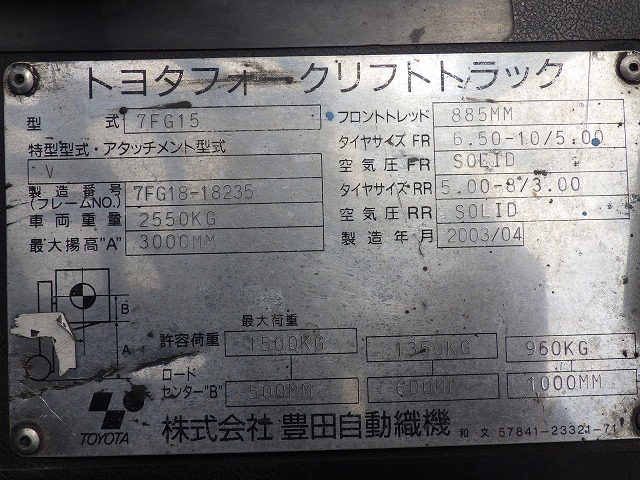 トヨタフォークリフトトラック
型式 7FG15 フロントトレッド 885MM
特型型式・アタッチメント型式 タイヤサイズ FR 6.50-10/5.00
V 空気圧 FR SOLID
製造番号(フレームNO.) 7FG18-18235 タイヤサイズ RR 5.00-8/3.00
車両重量 2550KG 空気圧 RR SOLID
最大揚高"A" 3000MM 製造年月 2003/04
B
A
最大荷重
許容荷重 1500KG 1350KG 960KG
ロードセンター"B" 500MM 600MM 1000MM
TOYOTA 株式会社 豊田自動織機 和文 57841-23321-71